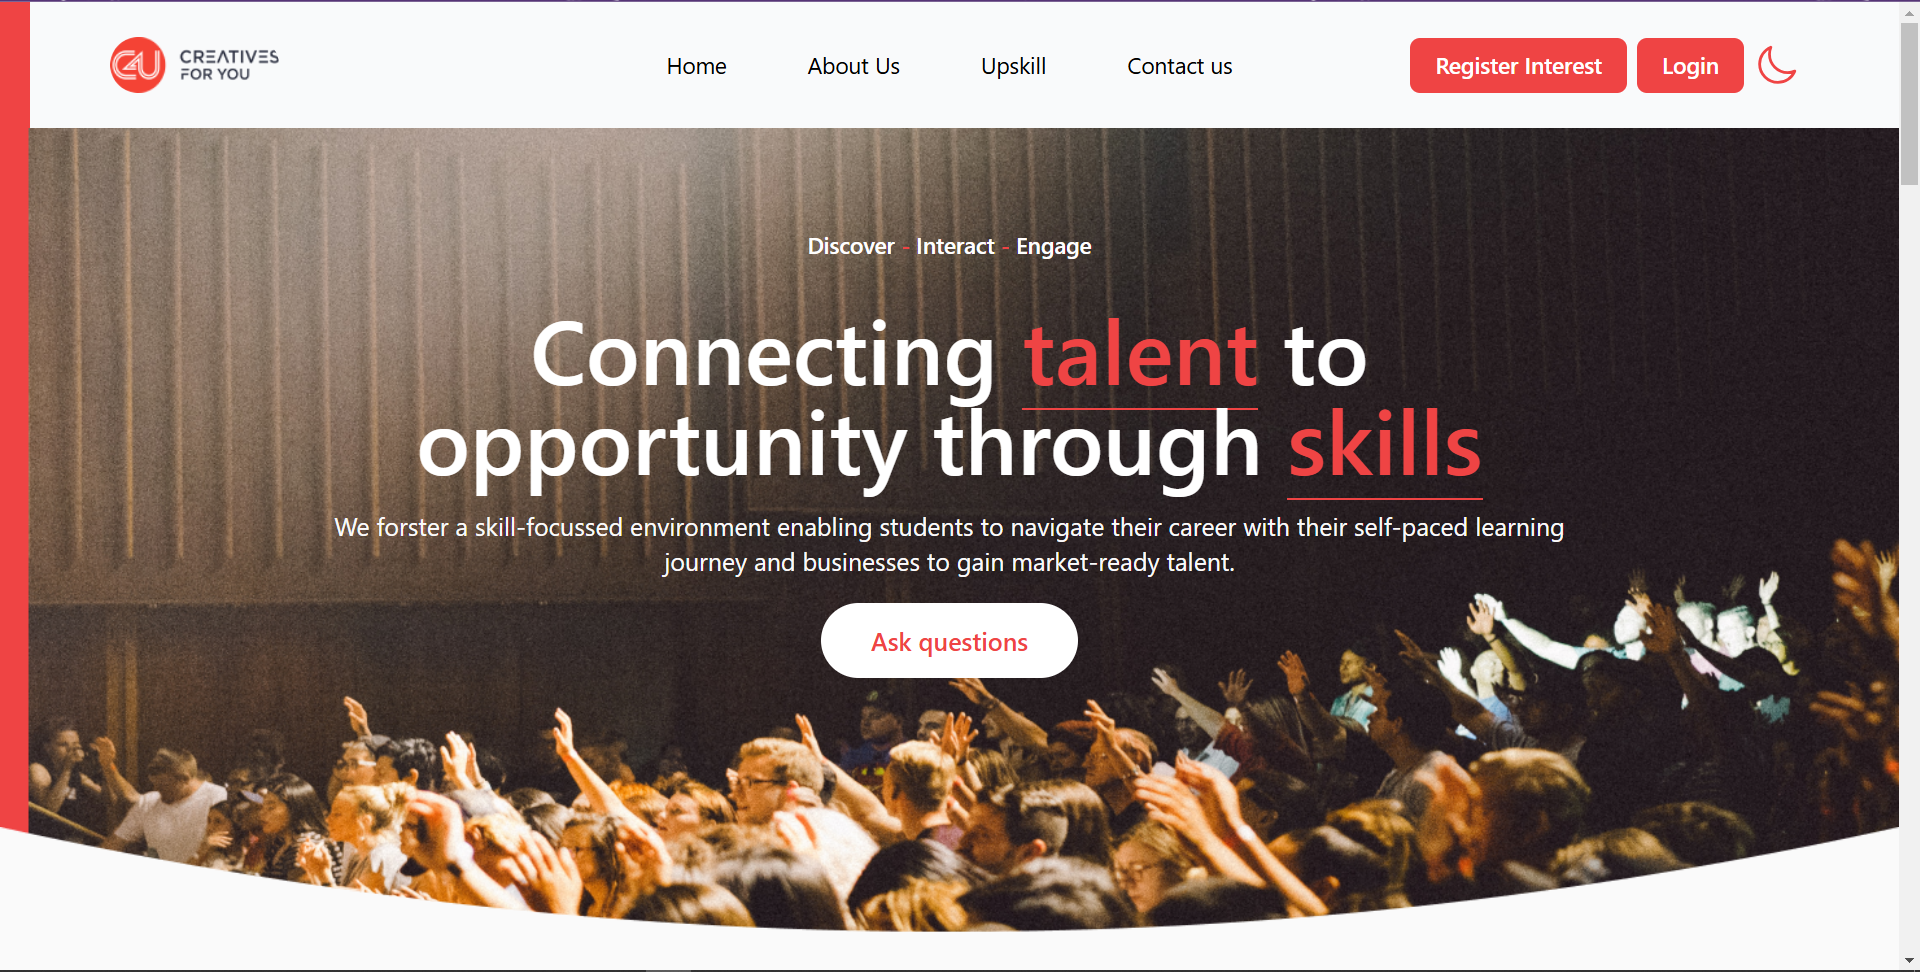 C4U
CREATIVES
FOR YOU
Home
About Us
Upskill
Contact us
Register Interest
Login
Discover - Interact - Engage
Connecting talent to
opportunity through skills
We forster a skill-focussed environment enabling students to navigate their career with their self-paced learning
journey and businesses to gain market-ready talent.
Ask questions